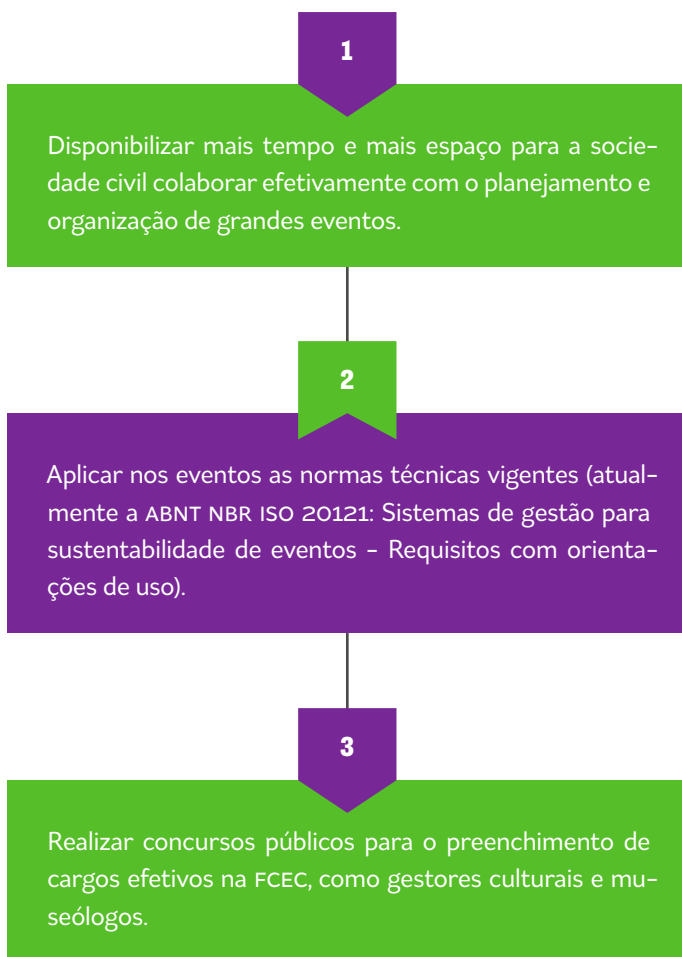 1
Disponibilizar mais tempo e mais espaço para a socie-
dade civil colaborar efetivamente com o planejamento e
organização de grandes eventos.
2
Aplicar nos eventos as normas técnicas vigentes (atual-
mente a ABNT NBR ISO 20121: Sistemas de gestão para
sustentabilidade de eventos - Requisitos com orienta-
ções de uso).
3
Realizar concursos públicos para o preenchimento de
cargos efetivos na FCEC, como gestores culturais e mu-
seólogos.